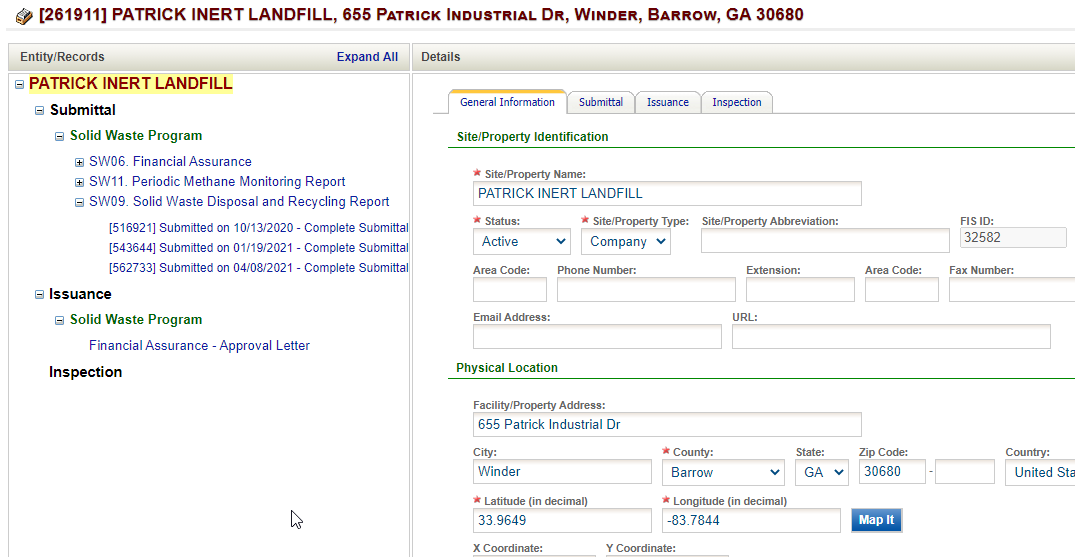 [261911] PATRICK INERT LANDFILL, 655 PATRICK INDUSTRIAL DR, WINDER, BARROW, GA 30680
Entity/Records Expand All
PATRICK INERT LANDFILL
Submittal
Solid Waste Program
SW06. Financial Assurance
SW11. Periodic Methane Monitoring Report
SW09. Solid Waste Disposal and Recycling Report
[516921] Submitted on 10/13/2020 - Complete Submittal
[543644] Submitted on 01/19/2021 - Complete Submittal
[562733] Submitted on 04/08/2021 - Complete Submittal
Issuance
Solid Waste Program
Financial Assurance - Approval Letter
Inspection
Details
General Information Submittal Issuance Inspection
Site/Property Identification
* Site/Property Name:
PATRICK INERT LANDFILL
* Status: * Site/Property Type: Site/Property Abbreviation: FIS ID:
Active Company 32582
Area Code: Phone Number: Extension: Area Code: Fax Number:
Email Address: URL:
Physical Location
Facility/Property Address:
655 Patrick Industrial Dr
City: * County: State: Zip Code: Country:
Winder Barrow GA 30680 - United Sta
* Latitude (in decimal) * Longitude (in decimal)
33.9649 -83.7844 Map It
X Coordinate: Y Coordinate: